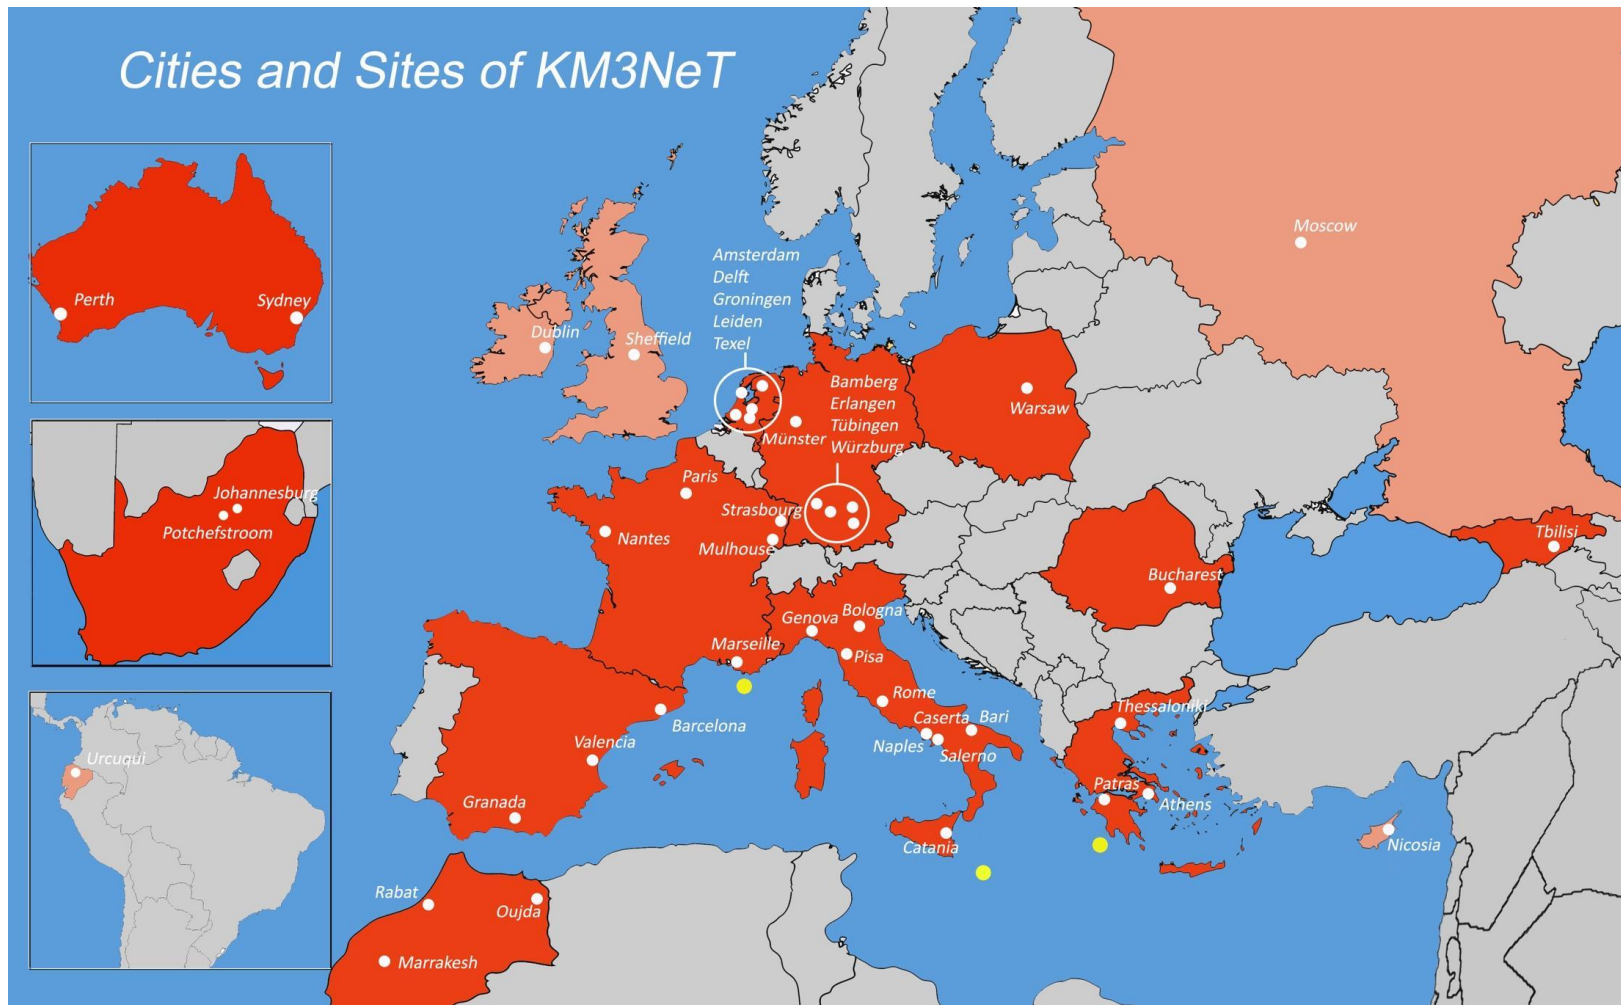 Cities and Sites of KM3NeT
Perth
Sydney
Johannesburg
Potchefstroom
Urcuqui
Dublin
Sheffield
Amsterdam
Delft
Groningen
Leiden
Texel
Moscow
Bamberg
Erlangen
Tübingen
Würzburg
Münster
Warsaw
Paris
Strasbourg
Nantes
Mulhouse
Tbilisi
Bucharest
Genova
Bologna
Marseille
Pisa
Rome
Barcelona
Caserta
Bari
Naples
Salerno
Thessaloniki
Valencia
Granada
Patras
Athens
Catania
Nicosia
Rabat
Oujda
Marrakesh